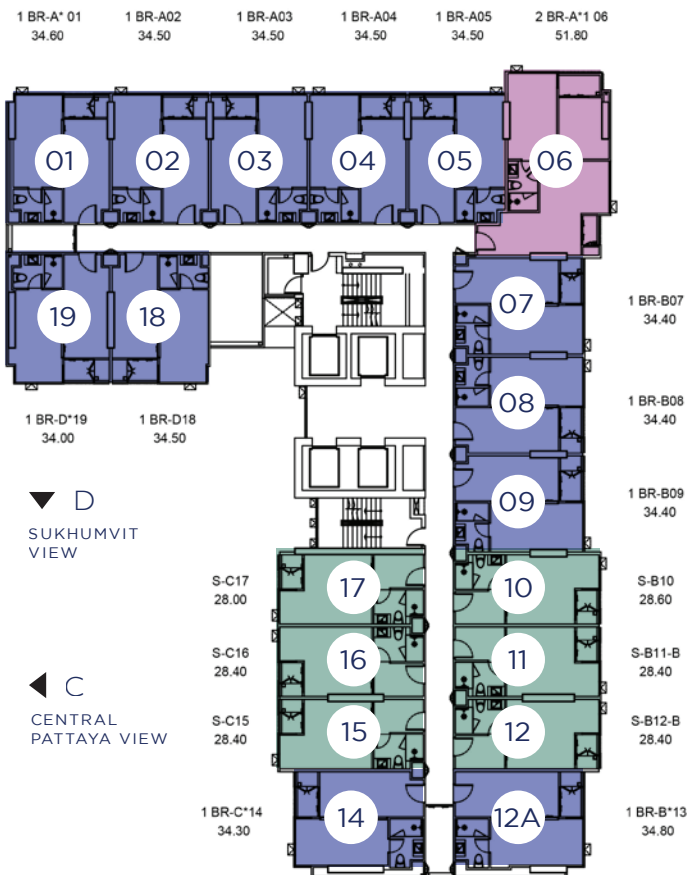 1 BR-A* 01
34.60
1 BR-A02
34.50
1 BR-A03
34.50
1 BR-A04
34.50
1 BR-A05
34.50
2 BR-A*1 06
51.80
01
02
03
04
05
06
19
18
07
1 BR-B07
34.40
08
1 BR-B08
34.40
1 BR-D*19
34.00
1 BR-D18
34.50
09
1 BR-B09
34.40
D
SUKHUMVIT
VIEW
S-C17
28.00
17
10
S-B10
28.60
S-C16
28.40
16
11
S-B11-B
28.40
C
CENTRAL
PATTAYA VIEW
S-C15
28.40
15
12
S-B12-B
28.40
1 BR-C*14
34.30
14
12A
1 BR-B*13
34.80